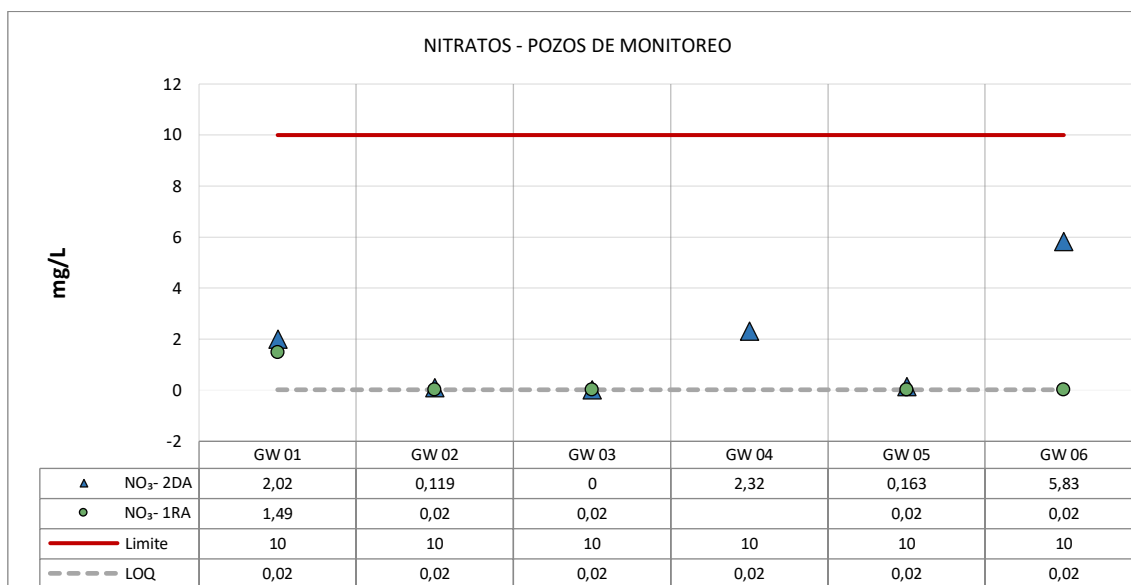 NITRATOS - POZOS DE MONITOREO
12
10
8
6
4
2
0
-2
mg/L
GW 01 GW 02 GW 03 GW 04 GW 05 GW 06
NO₃- 2DA 2,02 0,119 0 2,32 0,163 5,83
NO₃- 1RA 1,49 0,02 0,02 0,02 0,02
Limite 10 10 10 10 10 10
LOQ 0,02 0,02 0,02 0,02 0,02 0,02